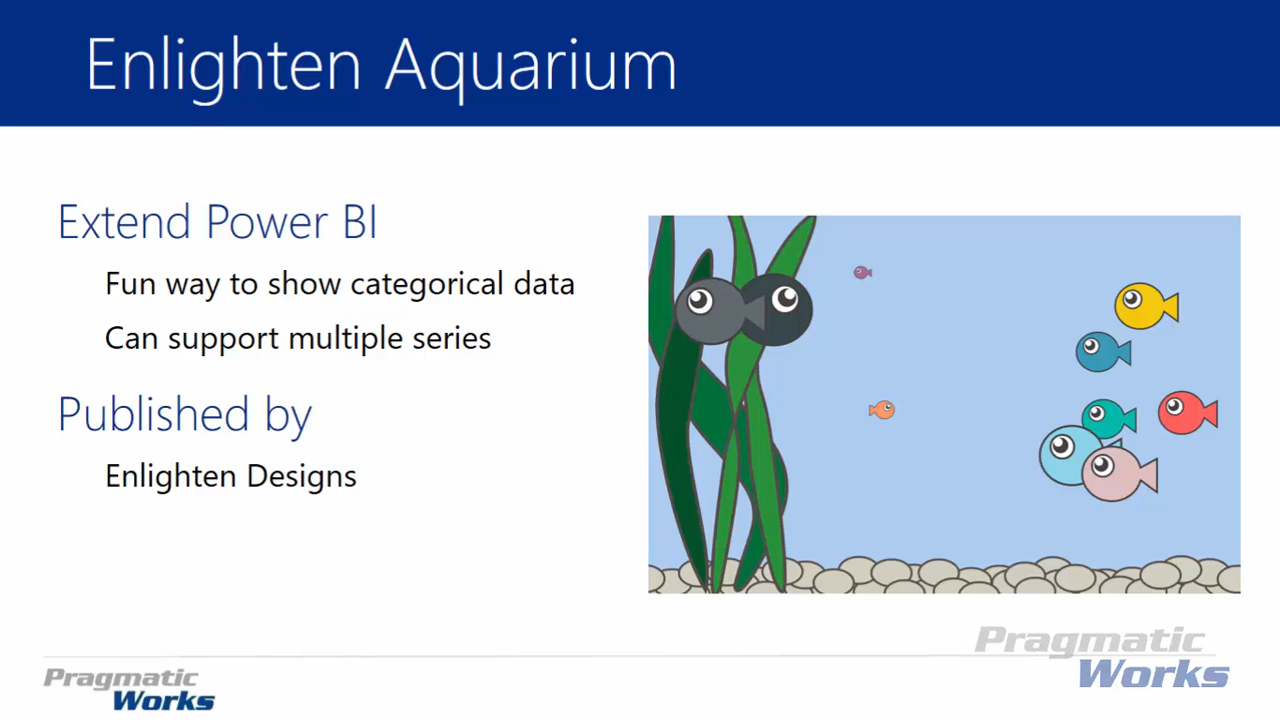 Enlighten Aquarium
Extend Power BI
Fun way to show categorical data
Can support multiple series
Published by
Enlighten Designs
Pragmatic
Works
Pragmatic
Works